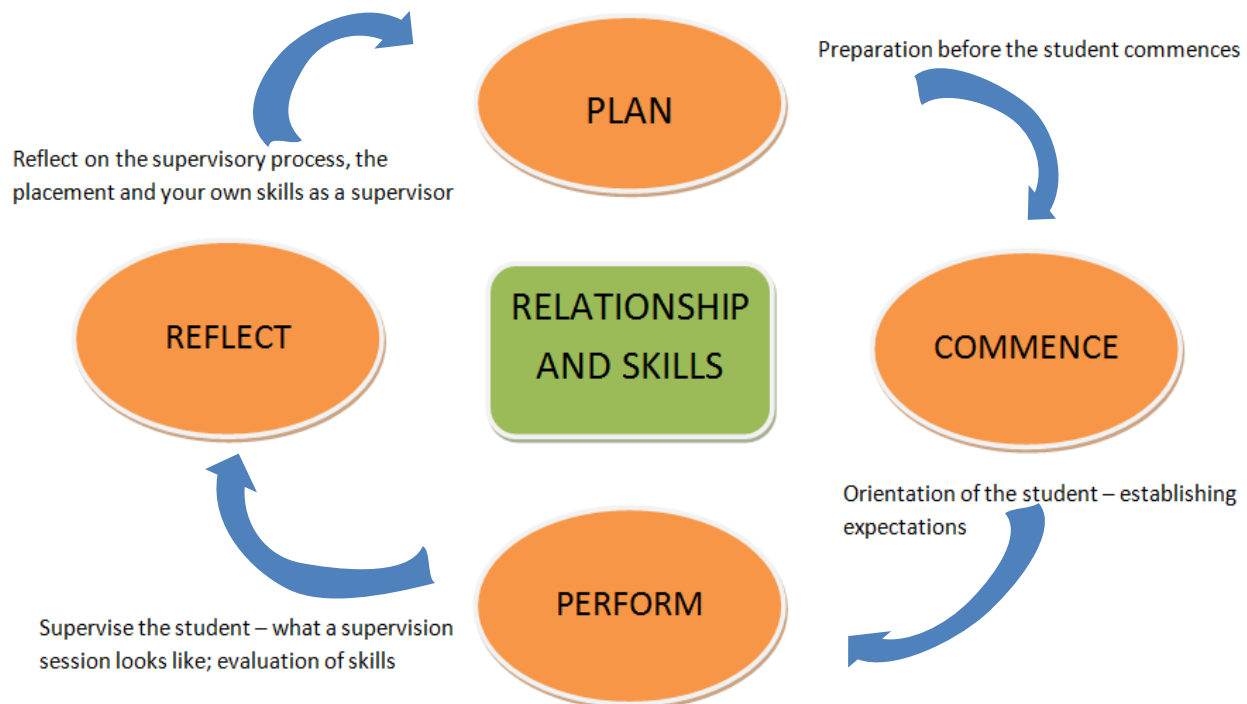 PLAN
Preparation before the student commences
Reflect on the supervisory process, the
placement and your own skills as a supervisor
REFLECT
RELATIONSHIP
AND SKILLS
COMMENCE
Orientation of the student – establishing
expectations
PERFORM
Supervise the student – what a supervision
session looks like; evaluation of skills